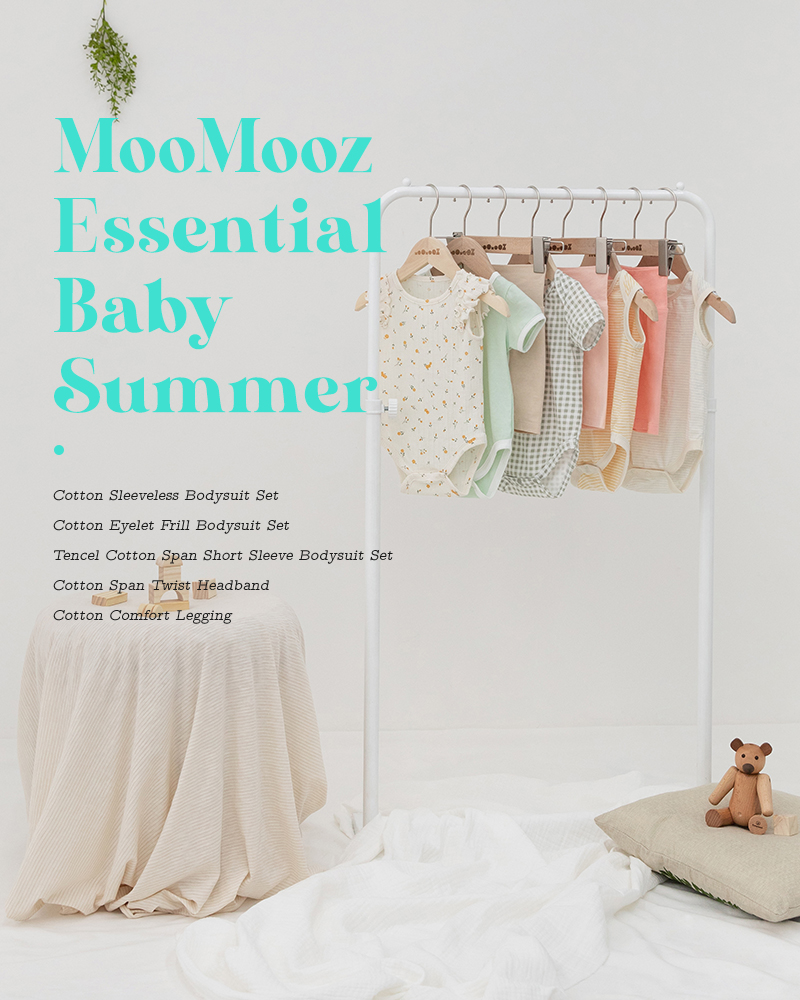 MooMooz
Essential
Baby
Summer
Cotton Sleeveless Bodysuit Set
Cotton Eyelet Frill Bodysuit Set
Tencel Cotton Span Short Sleeve Bodysuit Set
Cotton Span Twist Headband
Cotton Comfort Legging